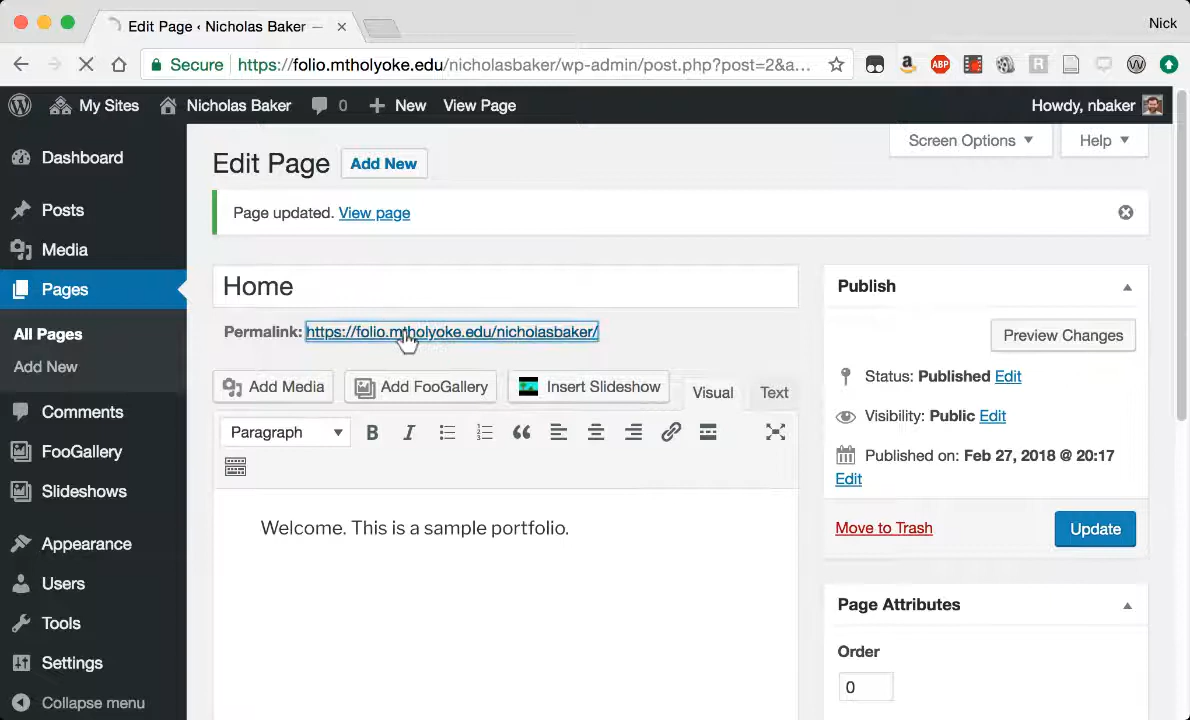 Edit Page ‹ Nicholas Baker —
Nick
Secure
https://folio.mtholyoke.edu/nicholasbaker/wp-admin/post.php?post=2&a...
ABP
R
My Sites
Nicholas Baker
0
New
View Page
Howdy, nbaker
Screen Options
Help
Dashboard
Posts
Media
Pages
All Pages
Add New
Comments
FooGallery
Slideshows
Appearance
Users
Tools
Settings
Collapse menu
Edit Page
Add New
Page updated. View page
Home
Permalink: https://folio.mtholyoke.edu/nicholasbaker/
Add Media
Add FooGallery
Insert Slideshow
Visual
Text
Paragraph
B
I
Welcome. This is a sample portfolio.
Publish
Preview Changes
Status: Published Edit
Visibility: Public Edit
Published on: Feb 27, 2018 @ 20:17
Edit
Move to Trash
Update
Page Attributes
Order
0